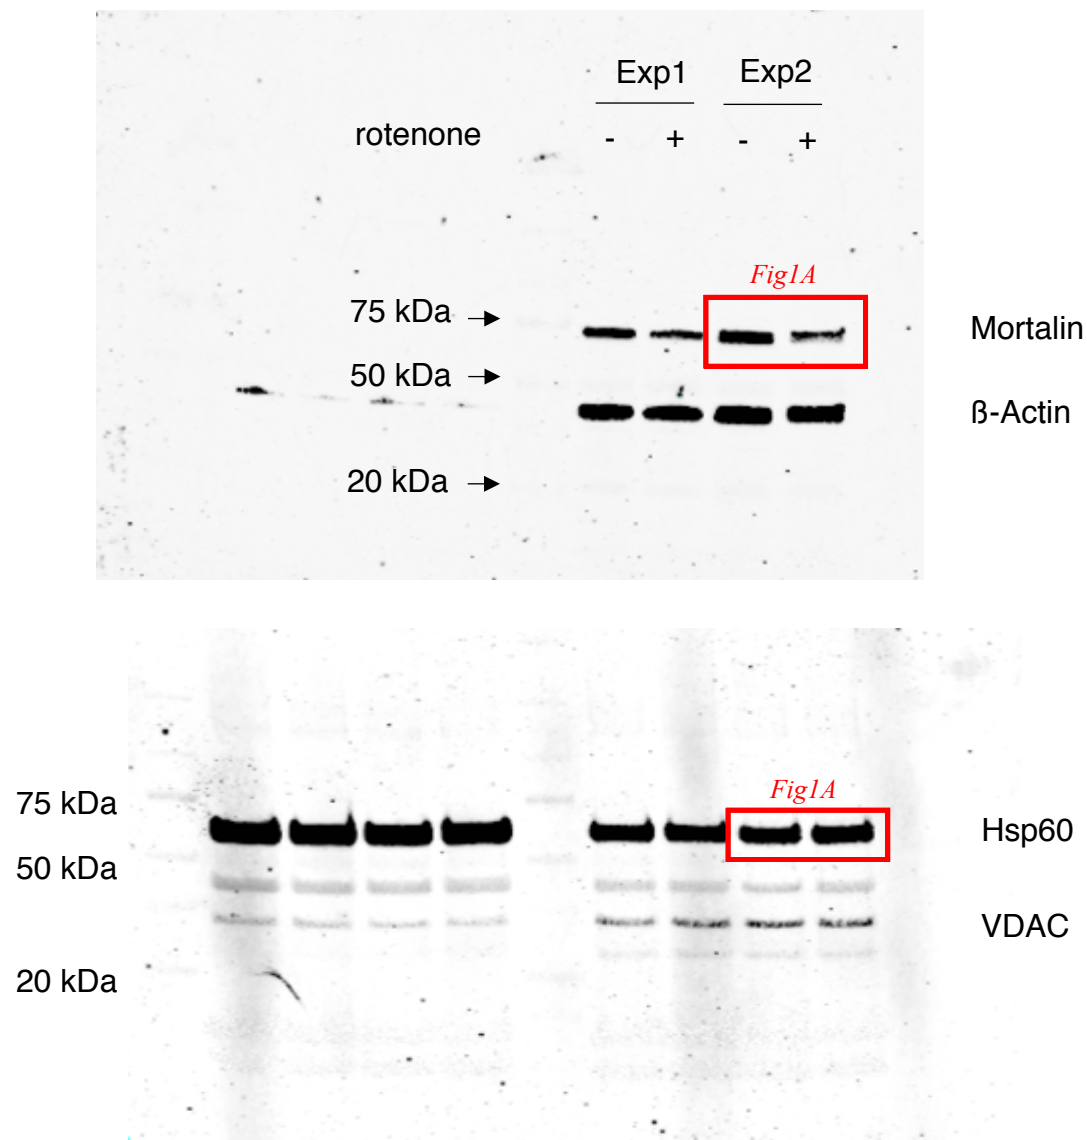 Exp1 Exp2
rotenone - + - +
Fig1A
75 kDa
Mortalin
50 kDa
ß-Actin
20 kDa
Fig1A
75 kDa
Hsp60
50 kDa
VDAC
20 kDa